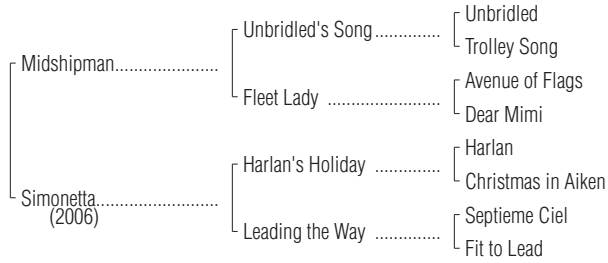 Unbridled
Unbridled's Song..............
Trolley Song
Midshipman......................
Avenue of Flags
Fleet Lady ........................
Dear Mimi
Harlan
Harlan's Holiday ..............
Christmas in Aiken
Simonetta..........................
(2006)
Septieme Ciel
Leading the Way ..............
Fit to Lead